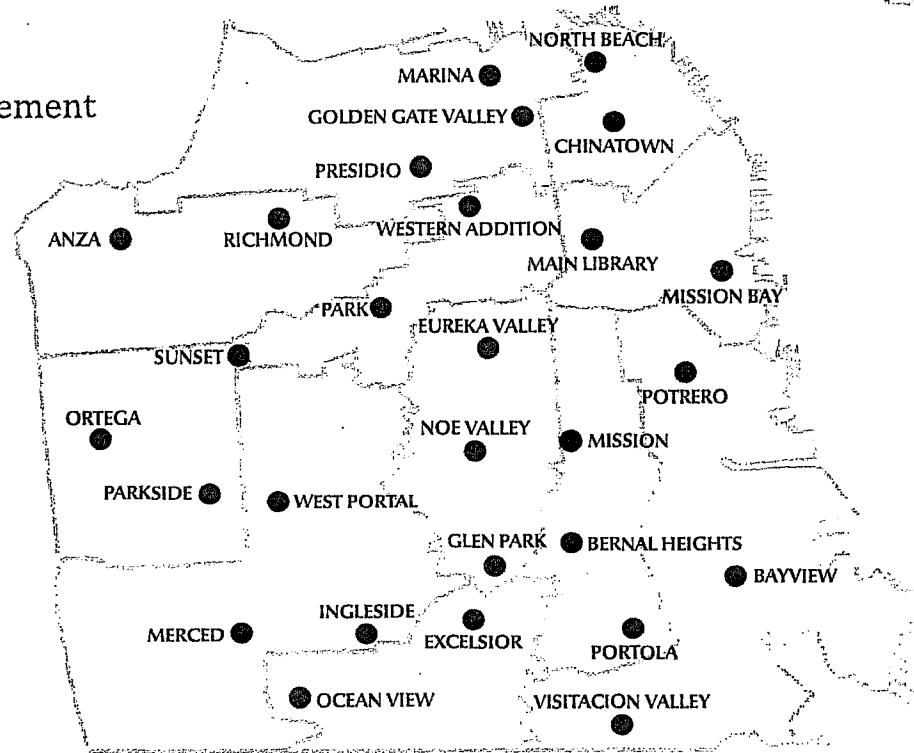 NORTH BEACH
MARINA
ement
GOLDEN GATE VALLEY
CHINATOWN
PRESIDIO
WESTERN ADDITION
ANZA
RICHMOND
MAIN LIBRARY
MISSION BAY
PARK
EUREKA VALLEY
SUNSET
POTRERO
ORTEGA
NOE VALLEY
MISSION
PARKSIDE
WEST PORTAL
GLEN PARK
BERNAL HEIGHTS
BAYVIEW
INGLESIDE
MERCED
EXCELSIOR
PORTOLA
OCEAN VIEW
VISITACION VALLEY